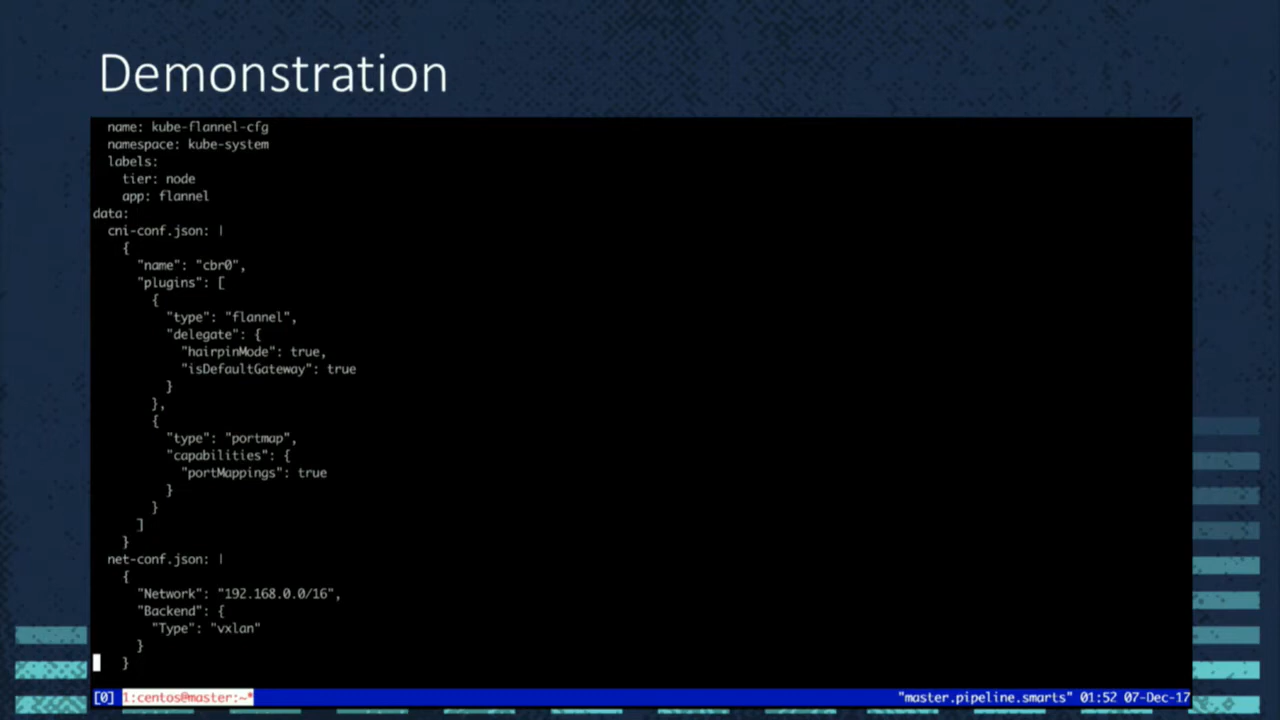 Demonstration
name: kube-flannel-cfg
namespace: kube-system
labels:
tier: node
app: flannel
data:
cni-conf.json: |
{
"name": "cbr0",
"plugins": [
{
"type": "flannel",
"delegate": {
"hairpinMode": true,
"isDefaultGateway": true
}
},
{
"type": "portmap",
"capabilities": {
"portMappings": true
}
}
]
}
net-conf.json: |
{
"Network": "192.168.0.0/16",
"Backend": {
"Type": "vxlan"
}
}
[0] 1:centos@master:~* "master.pipeline.smarts" 01:52 07-Dec-17